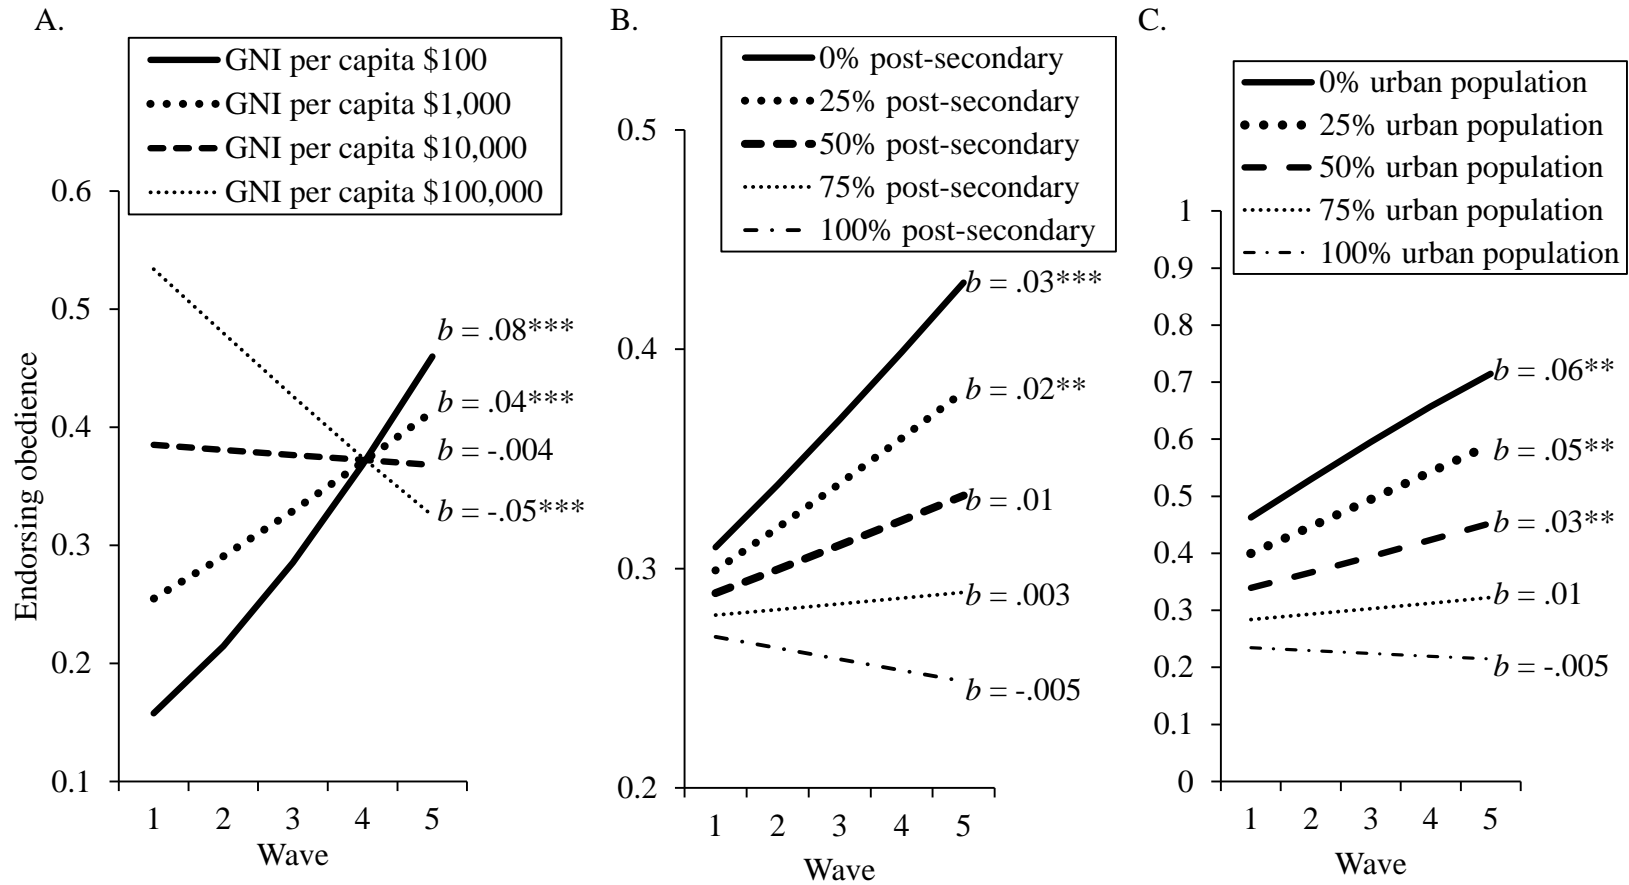 A.
GNI per capita $100
GNI per capita $1,000
GNI per capita $10,000
GNI per capita $100,000
0.6
0.5
0.4
0.3
0.2
0.1
Endorsing obedience
b = .08***
b = .04***
b = -.004
b = -.05***
1 2 3 4 5
Wave
B.
0% post-secondary
25% post-secondary
50% post-secondary
75% post-secondary
100% post-secondary
0.5
0.4
0.3
0.2
b = .03***
b = .02**
b = .01
b = .003
b = -.005
1 2 3 4 5
Wave
C.
0% urban population
25% urban population
50% urban population
75% urban population
100% urban population
1
0.9
0.8
0.7
0.6
0.5
0.4
0.3
0.2
0.1
0
b = .06**
b = .05**
b = .03**
b = .01
b = -.005
1 2 3 4 5
Wave